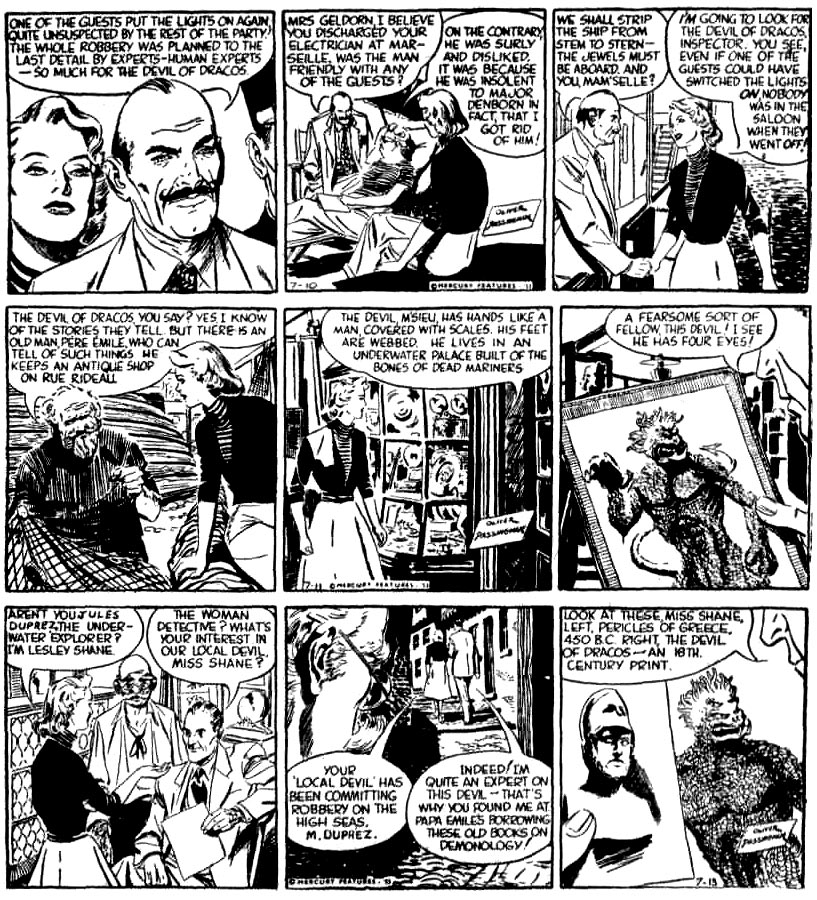 ONE OF THE GUESTS PUT THE LIGHTS ON AGAIN,
QUITE UNSUSPECTED BY THE REST OF THE PARTY!
THE WHOLE ROBBERY WAS PLANNED TO THE
LAST DETAIL BY EXPERTS-HUMAN EXPERTS
— SO MUCH FOR THE DEVIL OF DRACOS.
MRS GELDORN, I BELIEVE
YOU DISCHARGED YOUR
ELECTRICIAN AT MAR-
SEILLE. WAS THE MAN
FRIENDLY WITH ANY
OF THE GUESTS?
ON THE CONTRARY,
HE WAS SURLY
AND DISLIKED.
IT WAS BECAUSE
HE WAS INSOLENT
TO MAJOR
DENBORN IN
FACT, THAT I
GOT RID
OF HIM!
OLIVER
PASSINGHAM
7-10
© MERCURY FEATURES
WE SHALL STRIP
THE SHIP FROM
STEM TO STERN—
THE JEWELS MUST
BE ABOARD. AND
YOU, MAM'SELLE?
I'M GOING TO LOOK FOR
THE DEVIL OF DRACOS,
INSPECTOR. YOU SEE,
EVEN IF ONE OF THE
GUESTS COULD HAVE
SWITCHED THE LIGHTS
ON, NOBODY
WAS IN THE
SALOON
WHEN THEY
WENT OFF!
THE DEVIL OF DRACOS, YOU SAY? YES I KNOW
OF THE STORIES THEY TELL. BUT THERE IS AN
OLD MAN, PERE EMILE, WHO CAN
TELL OF SUCH THINGS HE
KEEPS AN ANTIQUE SHOP
ON RUE RIDEAU
THE DEVIL, M'SIEU, HAS HANDS LIKE A
MAN, COVERED WITH SCALES. HIS FEET
ARE WEBBED. HE LIVES IN AN
UNDERWATER PALACE BUILT OF THE
BONES OF DEAD MARINERS
OLIVER
PASSINGHAM
7-11 © MERCURY FEATURES
A FEARSOME SORT OF
FELLOW, THIS DEVIL! I SEE
HE HAS FOUR EYES!
AREN'T YOU JULES
DUPREZ, THE UNDER-
WATER EXPLORER?
I'M LESLEY SHANE.
THE WOMAN
DETECTIVE? WHAT'S
YOUR INTEREST IN
OUR LOCAL DEVIL,
MISS SHANE?
YOUR
'LOCAL DEVIL' HAS
BEEN COMMITTING
ROBBERY ON THE
HIGH SEAS,
M. DUPREZ.
INDEED! I'M
QUITE AN EXPERT ON
THIS DEVIL — THAT'S
WHY YOU FOUND ME AT
PAPA EMILE'S BORROWING
THESE OLD BOOKS ON
DEMONOLOGY!
© MERCURY FEATURES
LOOK AT THESE, MISS SHANE,
LEFT, PERICLES OF GREECE,
450 B.C. RIGHT, THE DEVIL
OF DRACOS — AN 18TH.
CENTURY PRINT.
OLIVER
PASSINGHAM
7-13